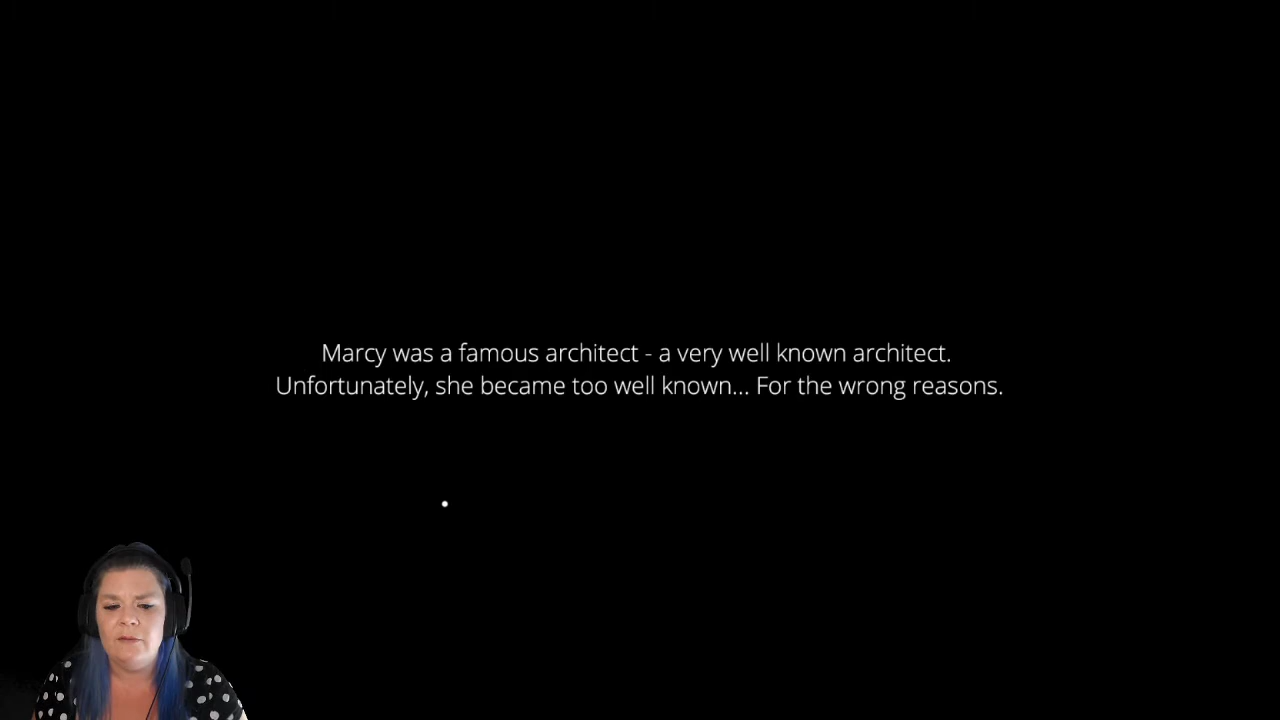 Marcy was a famous architect - a very well known architect.
Unfortunately, she became too well known... For the wrong reasons.